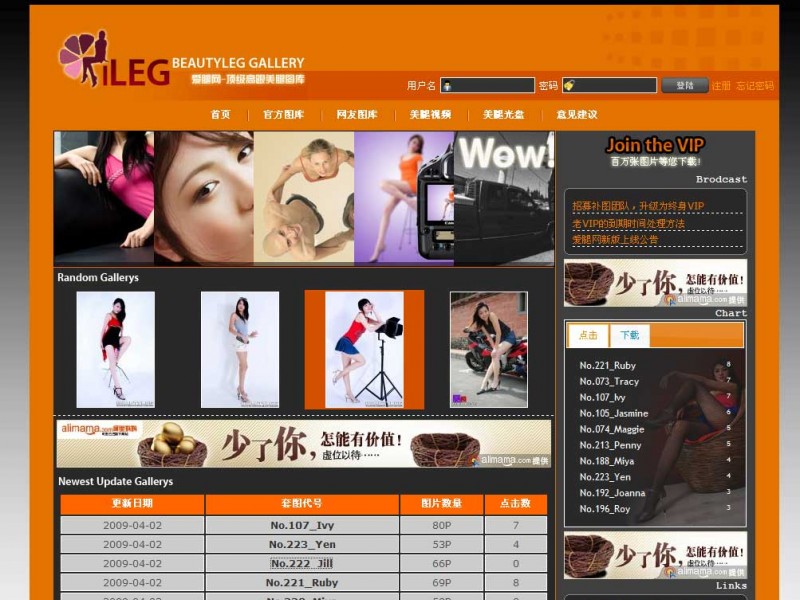 iLEG BEAUTYLEG GALLERY
爱腿网-顶级高跟美腿图库
用户名 密码 登陆 注册 忘记密码
首页 官方图库 网友图库 美腿视频 美腿光盘 意见建议
Wow!
Join the VIP
百万张图片等您下载!
Brodcast
招募补图团队，升级为终身VIP
老VIP的到期时间处理方法
爱腿网新版上线公告
少了你，怎能有价值!
虚位以待……
alimama.com 提供
Chart
点击 下载
No.221_Ruby 8
No.073_Tracy 7
No.107_Ivy 7
No.105_Jasmine 6
No.074_Maggie 5
No.213_Penny 5
No.188_Miya 4
No.223_Yen 4
No.192_Joanna 3
No.196_Roy 3
少了你，怎能有价值!
虚位以待……
alimama.com 提供
Links
Random Gallerys
alimama.com
少了你，怎能有价值!
虚位以待……
alimama.com 提供
Newest Update Gallerys
更新日期 套图代号 图片数量 点击数
2009-04-02 No.107_Ivy 80P 7
2009-04-02 No.223_Yen 53P 4
2009-04-02 No.222_Jill 66P 0
2009-04-02 No.221_Ruby 69P 8